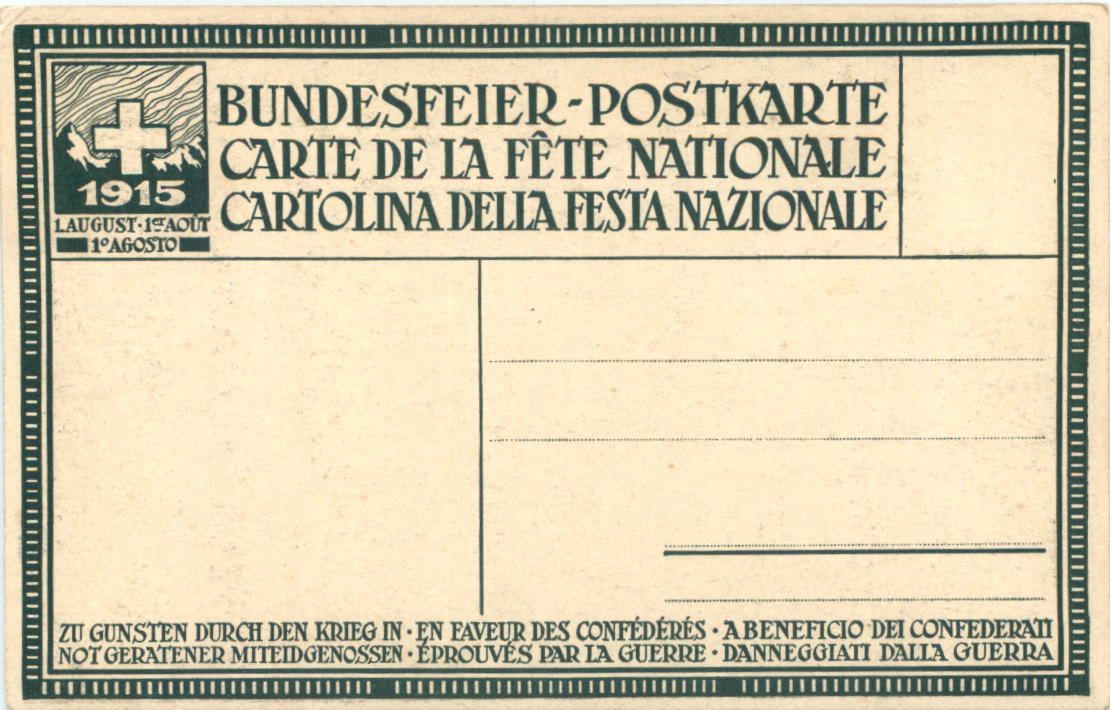 BUNDESFEIER-POSTKARTE
CARTE DE LA FÊTE NATIONALE
CARTOLINA DELLA FESTA NAZIONALE
1915
1.AUGUST·1ER AOÛT
1º AGOSTO
ZU GUNSTEN DURCH DEN KRIEG IN · EN FAVEUR DES CONFÉDÉRÉS · A BENEFICIO DEI CONFEDERATI
NOT GERATENER MITEIDGENOSSEN · ÉPROUVÉS PAR LA GUERRE · DANNEGGIATI DALLA GUERRA